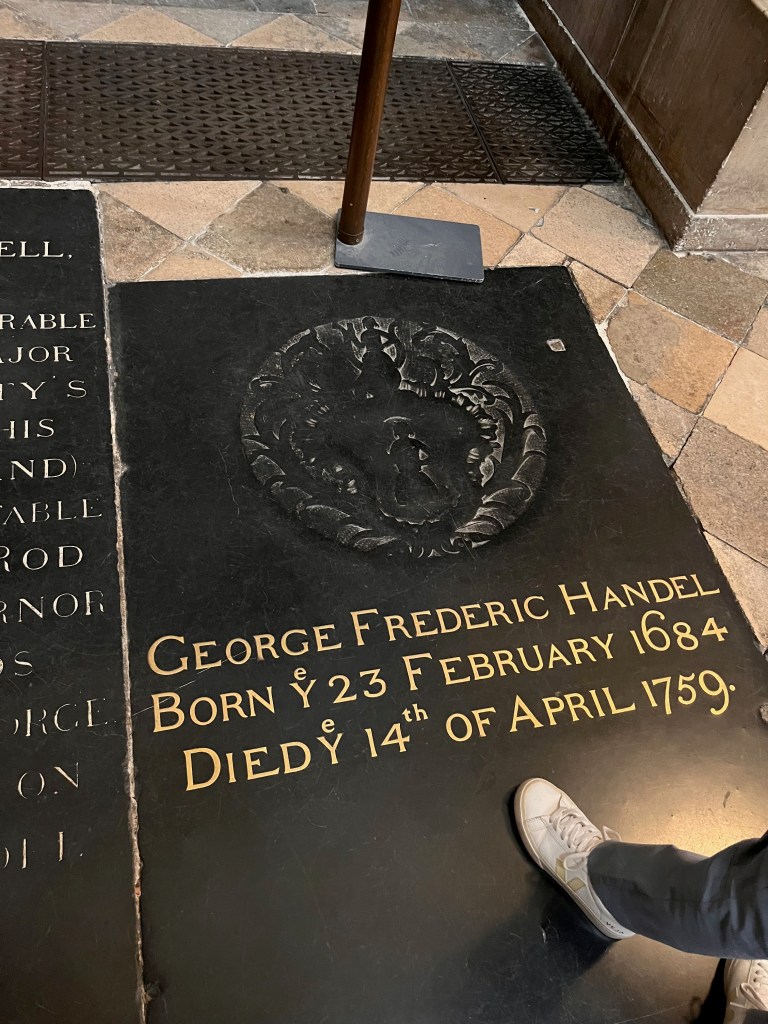 ELL,
RABLE
AJOR
TY'S
HIS
AND)
TABLE
ROD
RNOR
OS
ORGE
ON
GEORGE FREDERIC HANDEL
BORN Ye 23 FEBRUARY 1684
DIED Ye 14th OF APRIL 1759.